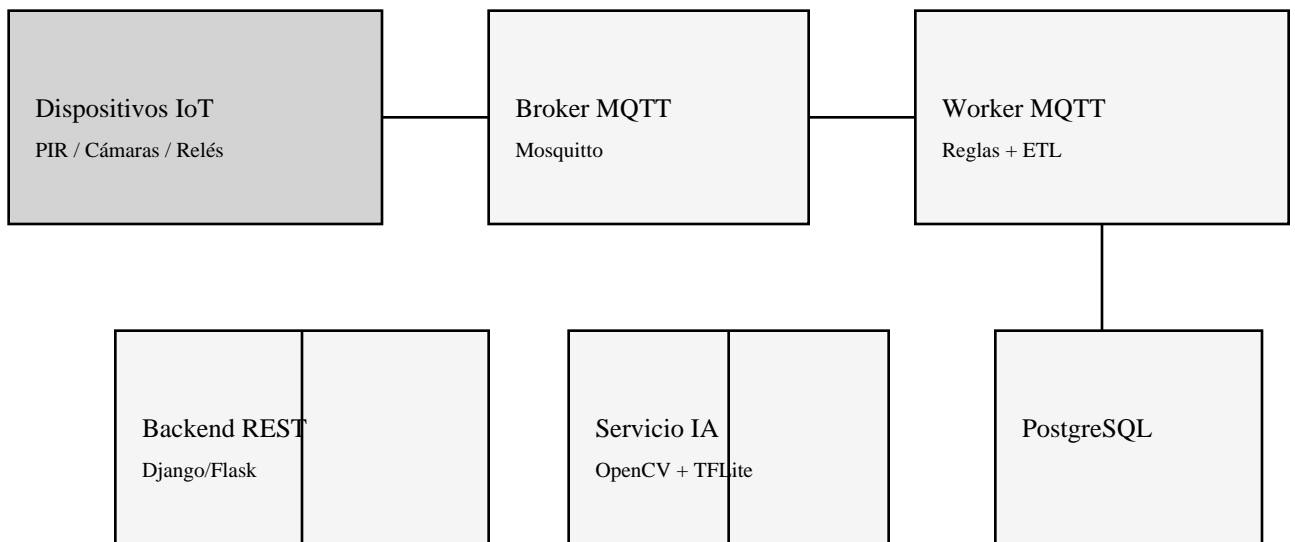 Dispositivos IoT
PIR / Cámaras / Relés
Broker MQTT
Mosquitto
Worker MQTT
Reglas + ETL
Backend REST
Django/Flask
Servicio IA
OpenCV + TFLite
PostgreSQL